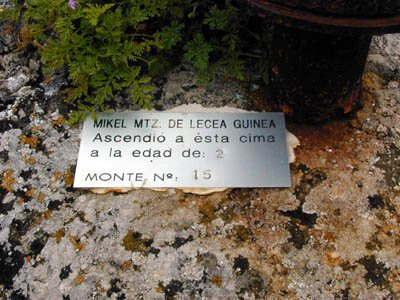 MIKEL MTZ. DE LECEA GUINEA
Ascendió a ésta cima
a la edad de: 2
MONTE Nº: 15